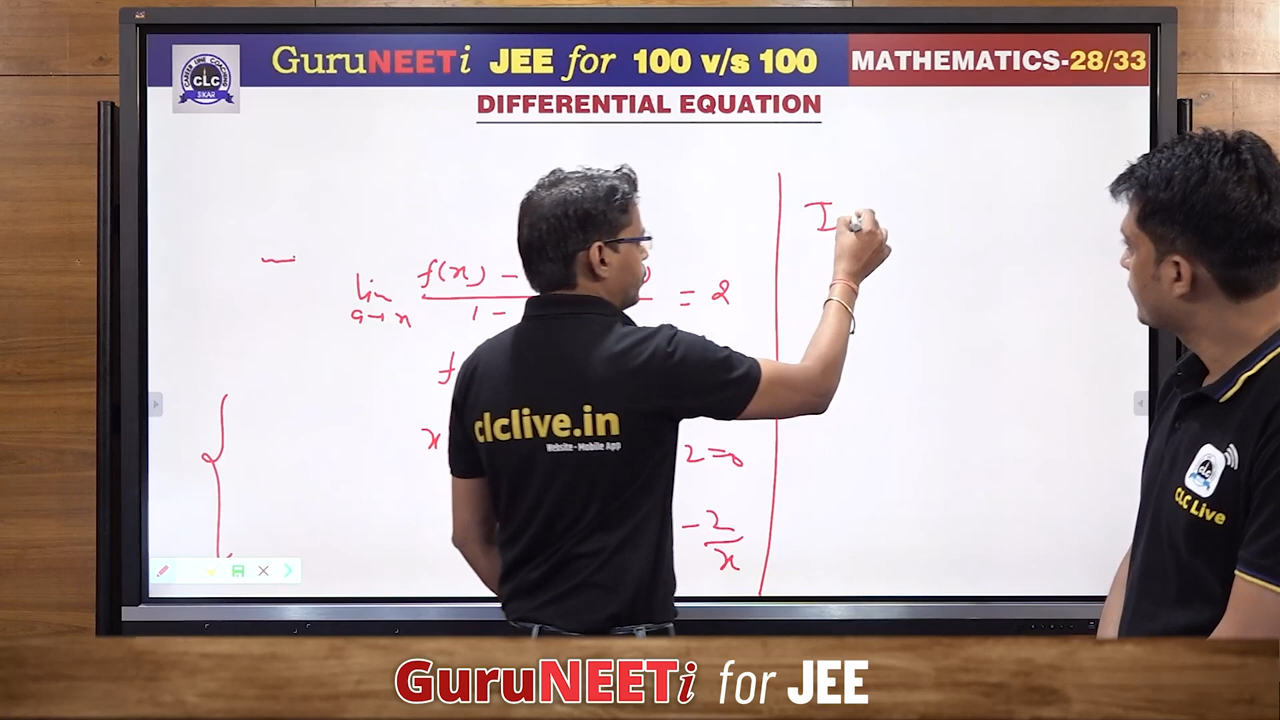 GuruNEETi JEE for 100 v/s 100
MATHEMATICS-28/33
CAREER LINE COACHING
CLC
SIKAR
DIFFERENTIAL EQUATION
I
f(x) -
lim
a→x
1 -
= 2
f
x
2 = 0
- 2
x
clclive.in
Website - Mobile App
CLC
CLC Live
GuruNEETi for JEE